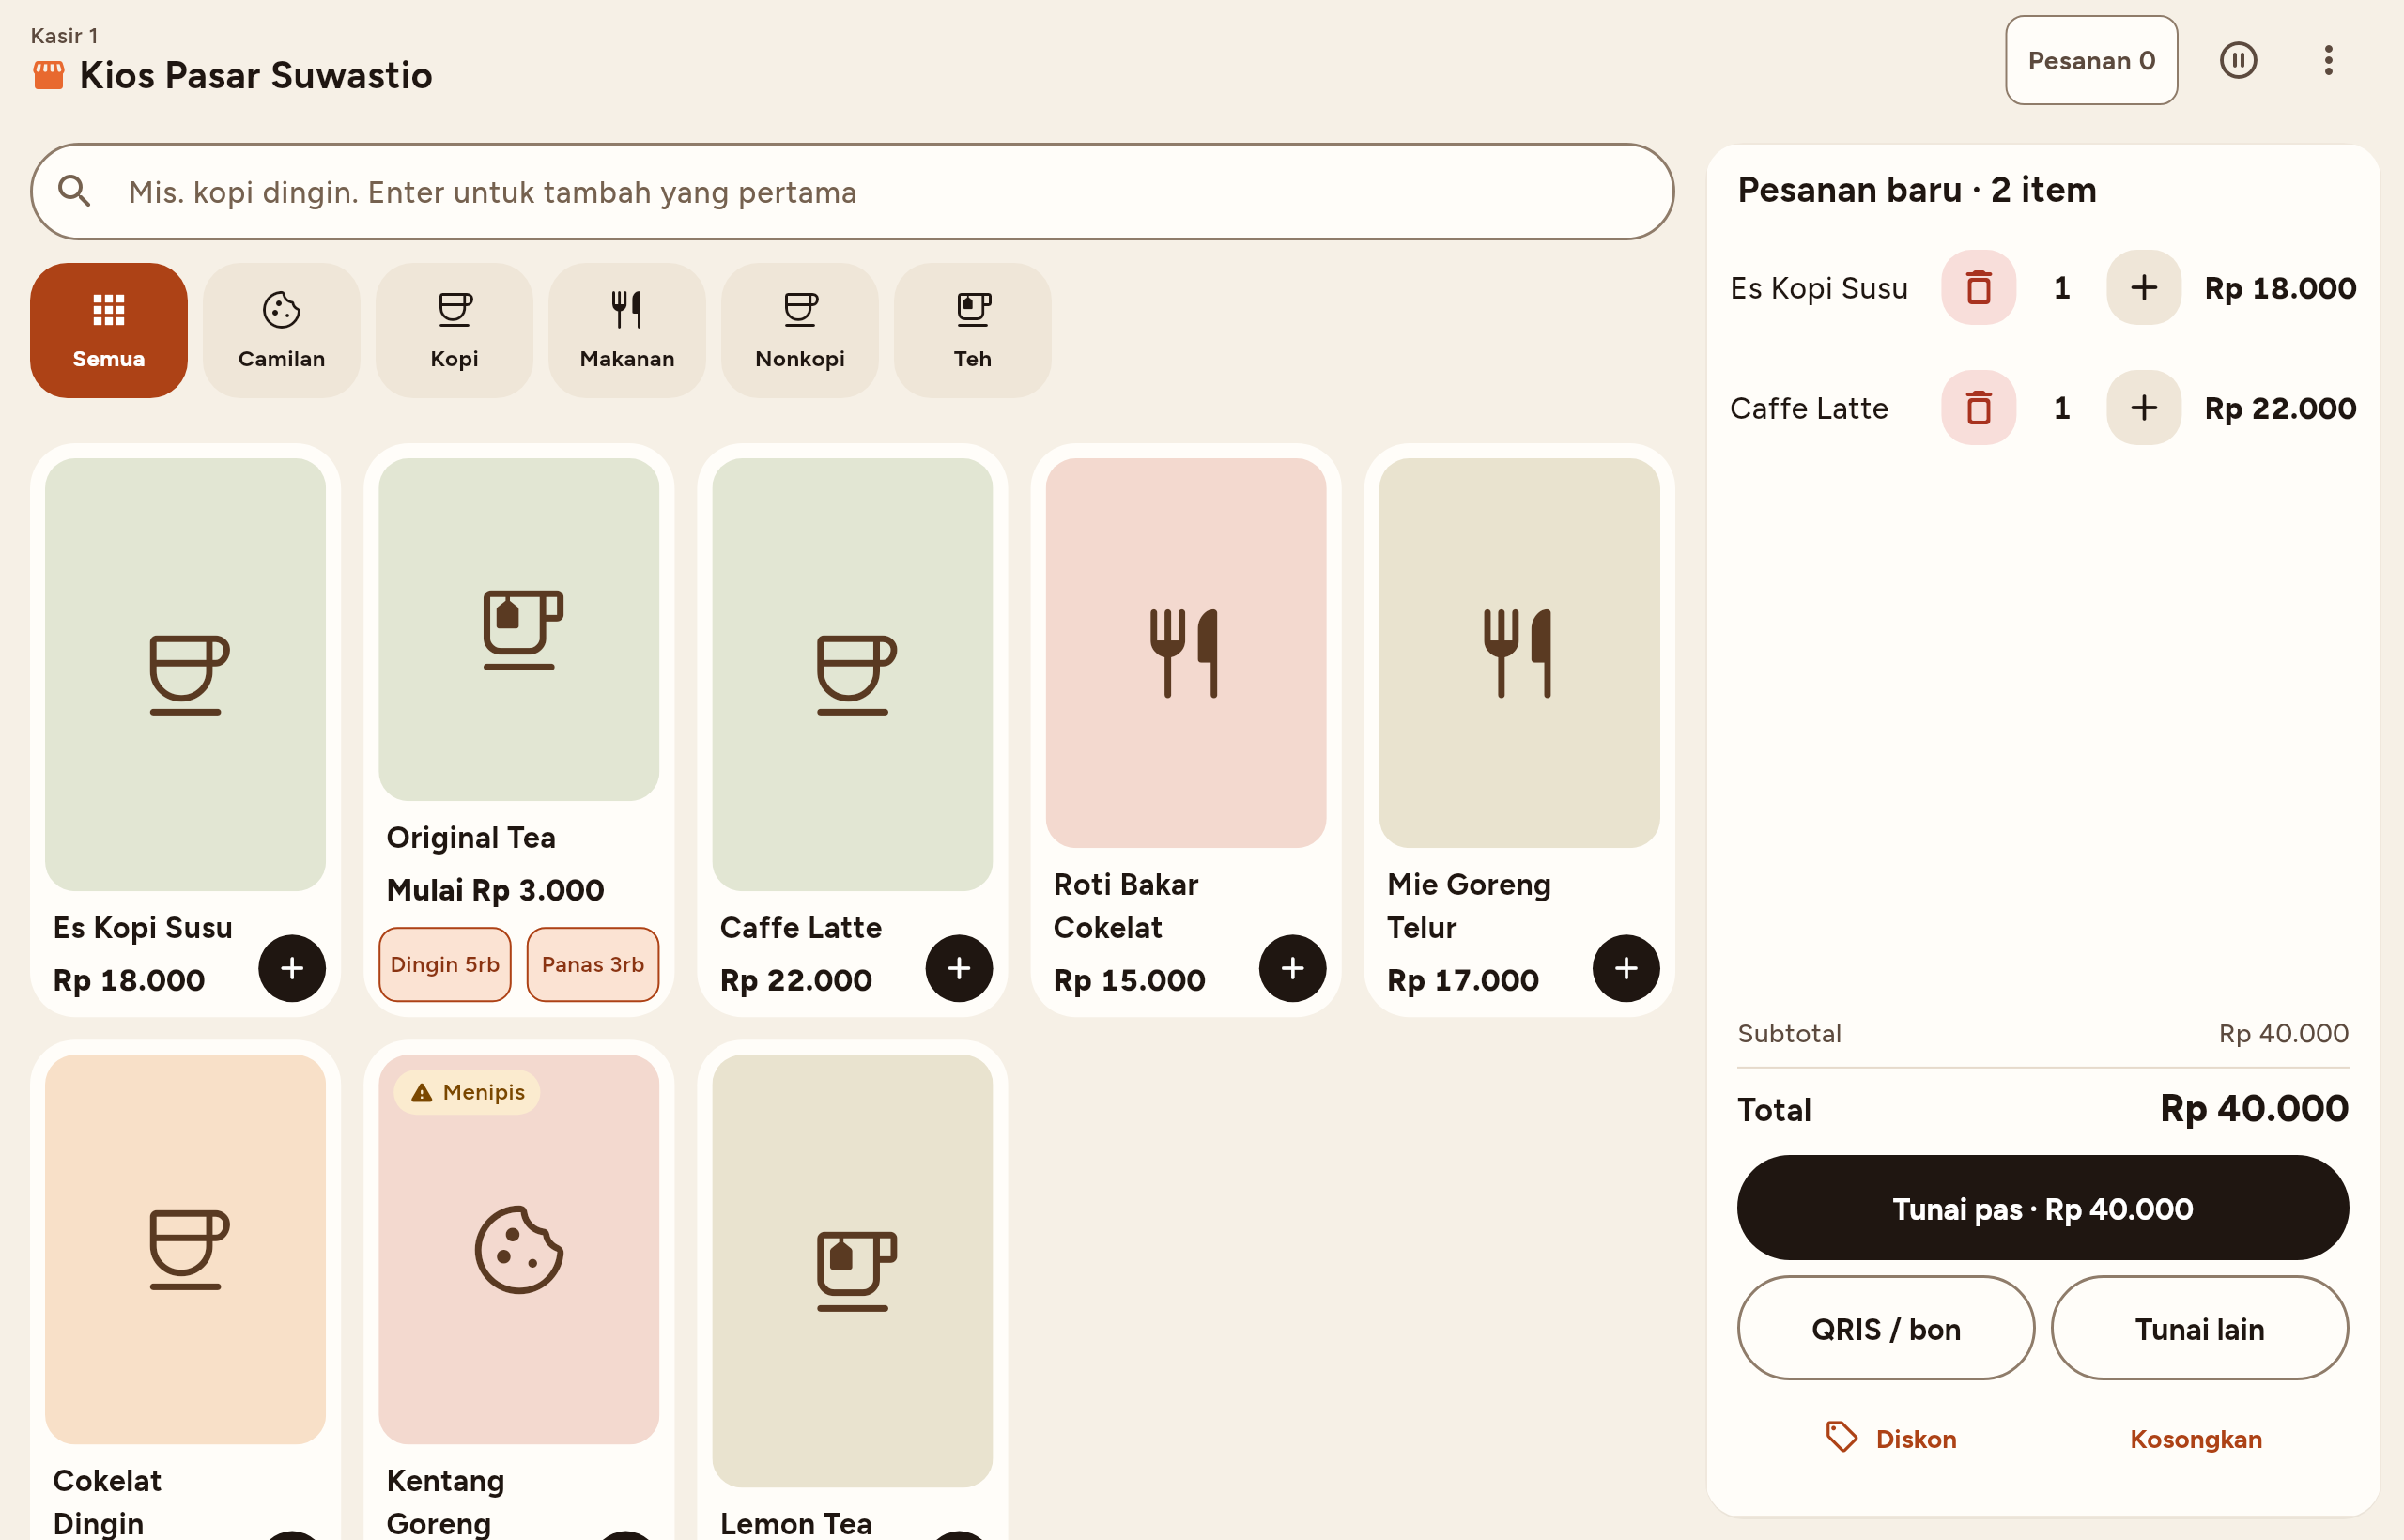 Kasir 1
Kios Pasar Suwastio
Pesanan 0
Mis. kopi dingin. Enter untuk tambah yang pertama
Semua
Camilan
Kopi
Makanan
Nonkopi
Teh
Es Kopi Susu
Rp 18.000
Original Tea
Mulai Rp 3.000
Dingin 5rb
Panas 3rb
Caffe Latte
Rp 22.000
Roti Bakar
Cokelat
Rp 15.000
Mie Goreng
Telur
Rp 17.000
Cokelat
Dingin
Menipis
Kentang
Goreng
Lemon Tea
Pesanan baru · 2 item
Es Kopi Susu 1 Rp 18.000
Caffe Latte 1 Rp 22.000
Subtotal Rp 40.000
Total Rp 40.000
Tunai pas · Rp 40.000
QRIS / bon
Tunai lain
Diskon
Kosongkan